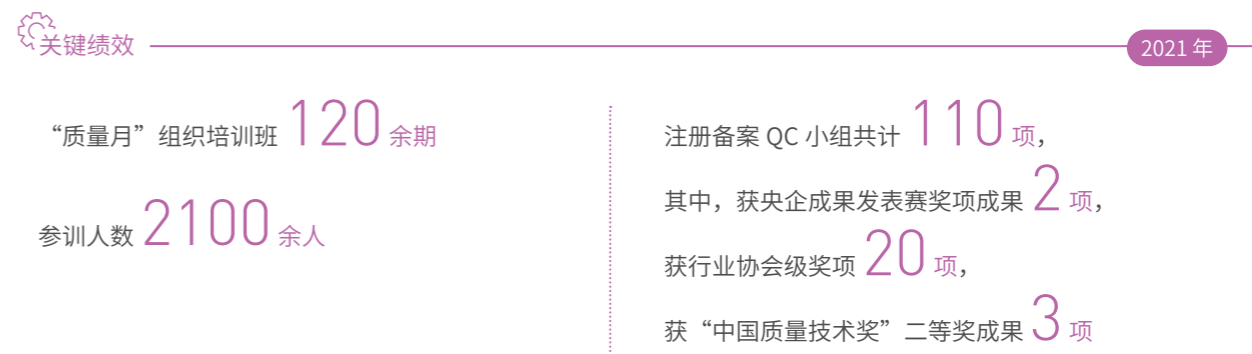 关键绩效
2021 年
“质量月”组织培训班 120 余期
参训人数 2100 余人
注册备案 QC 小组共计 110 项，
其中，获央企成果发表赛奖项成果 2 项，
获行业协会级奖项 20 项，
获“中国质量技术奖”二等奖成果 3 项